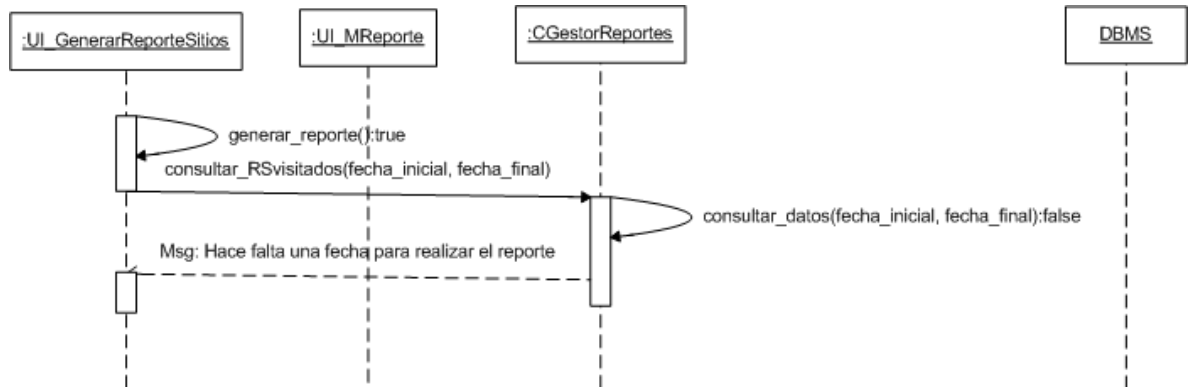 :UI_GenerarReporteSitios
:UI_MReporte
:CGestorReportes
DBMS
generar_reporte():true
consultar_RSvisitados(fecha_inicial, fecha_final)
consultar_datos(fecha_inicial, fecha_final):false
Msg: Hace falta una fecha para realizar el reporte